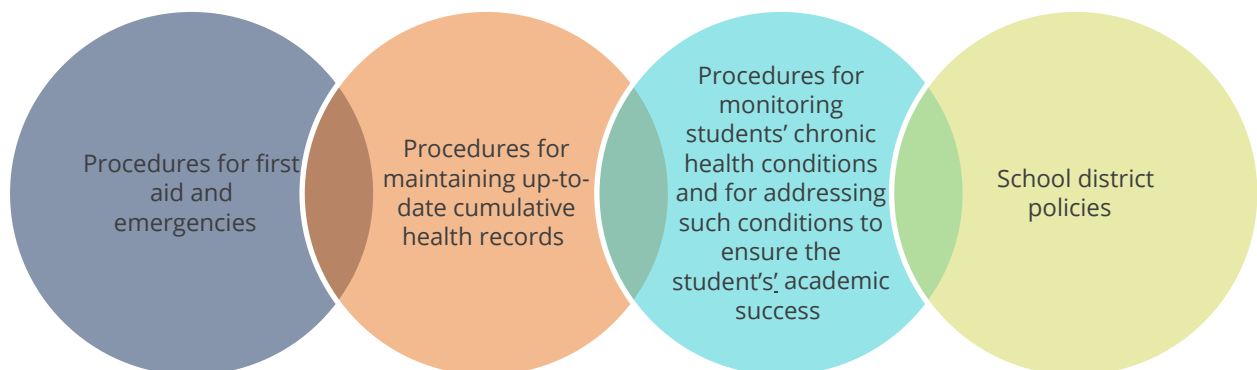 Procedures for first
aid and
emergencies
Procedures for
maintaining up-to-
date cumulative
health records
Procedures for
monitoring
students’ chronic
health conditions
and for addressing
such conditions to
ensure the
student’s’ academic
success
School district
policies